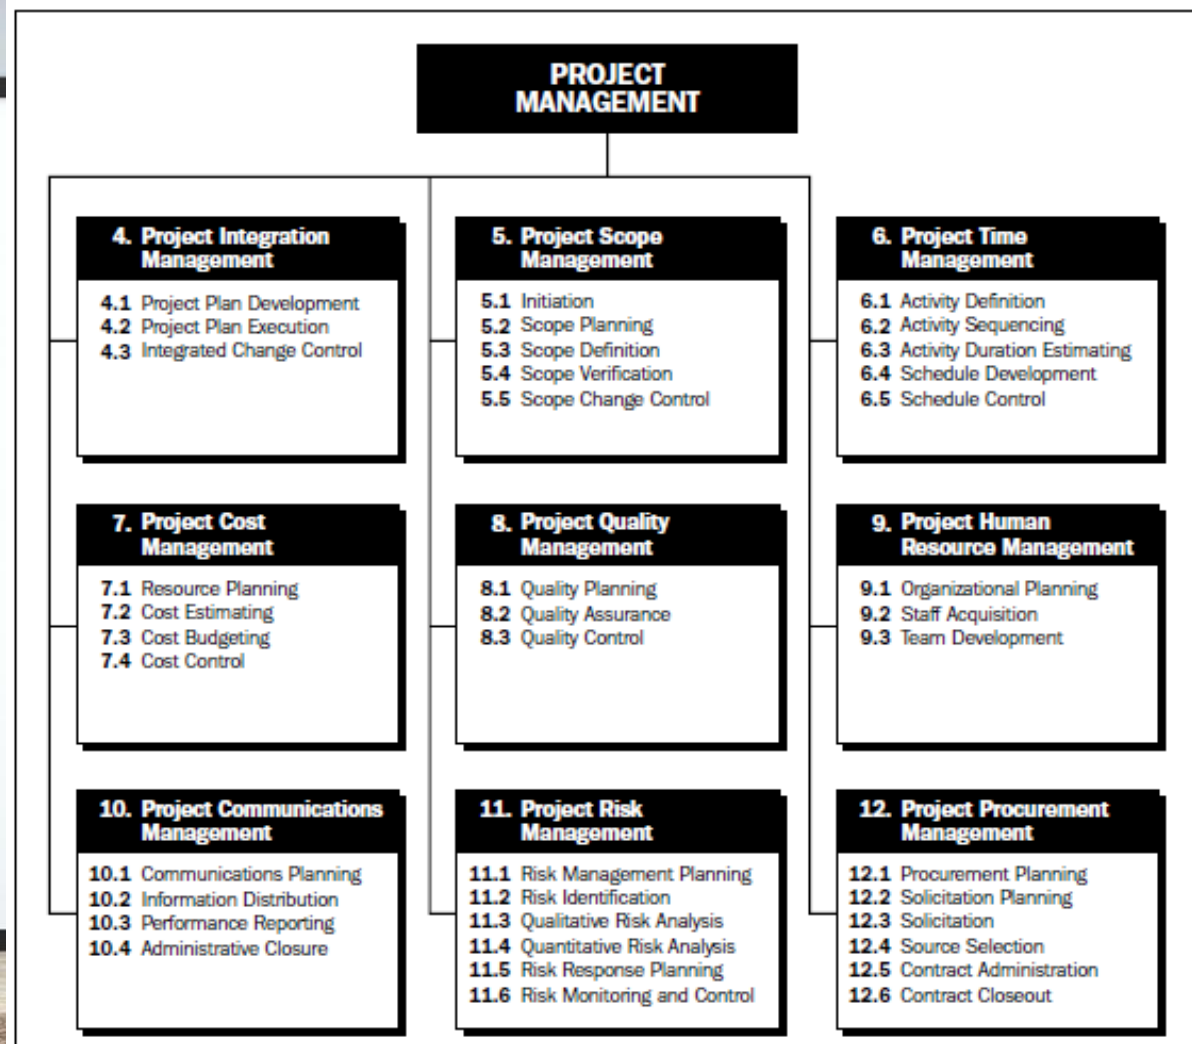 PROJECT
MANAGEMENT
4. Project Integration
Management
4.1 Project Plan Development
4.2 Project Plan Execution
4.3 Integrated Change Control
5. Project Scope
Management
5.1 Initiation
5.2 Scope Planning
5.3 Scope Definition
5.4 Scope Verification
5.5 Scope Change Control
6. Project Time
Management
6.1 Activity Definition
6.2 Activity Sequencing
6.3 Activity Duration Estimating
6.4 Schedule Development
6.5 Schedule Control
7. Project Cost
Management
7.1 Resource Planning
7.2 Cost Estimating
7.3 Cost Budgeting
7.4 Cost Control
8. Project Quality
Management
8.1 Quality Planning
8.2 Quality Assurance
8.3 Quality Control
9. Project Human
Resource Management
9.1 Organizational Planning
9.2 Staff Acquisition
9.3 Team Development
10. Project Communications
Management
10.1 Communications Planning
10.2 Information Distribution
10.3 Performance Reporting
10.4 Administrative Closure
11. Project Risk
Management
11.1 Risk Management Planning
11.2 Risk Identification
11.3 Qualitative Risk Analysis
11.4 Quantitative Risk Analysis
11.5 Risk Response Planning
11.6 Risk Monitoring and Control
12. Project Procurement
Management
12.1 Procurement Planning
12.2 Solicitation Planning
12.3 Solicitation
12.4 Source Selection
12.5 Contract Administration
12.6 Contract Closeout